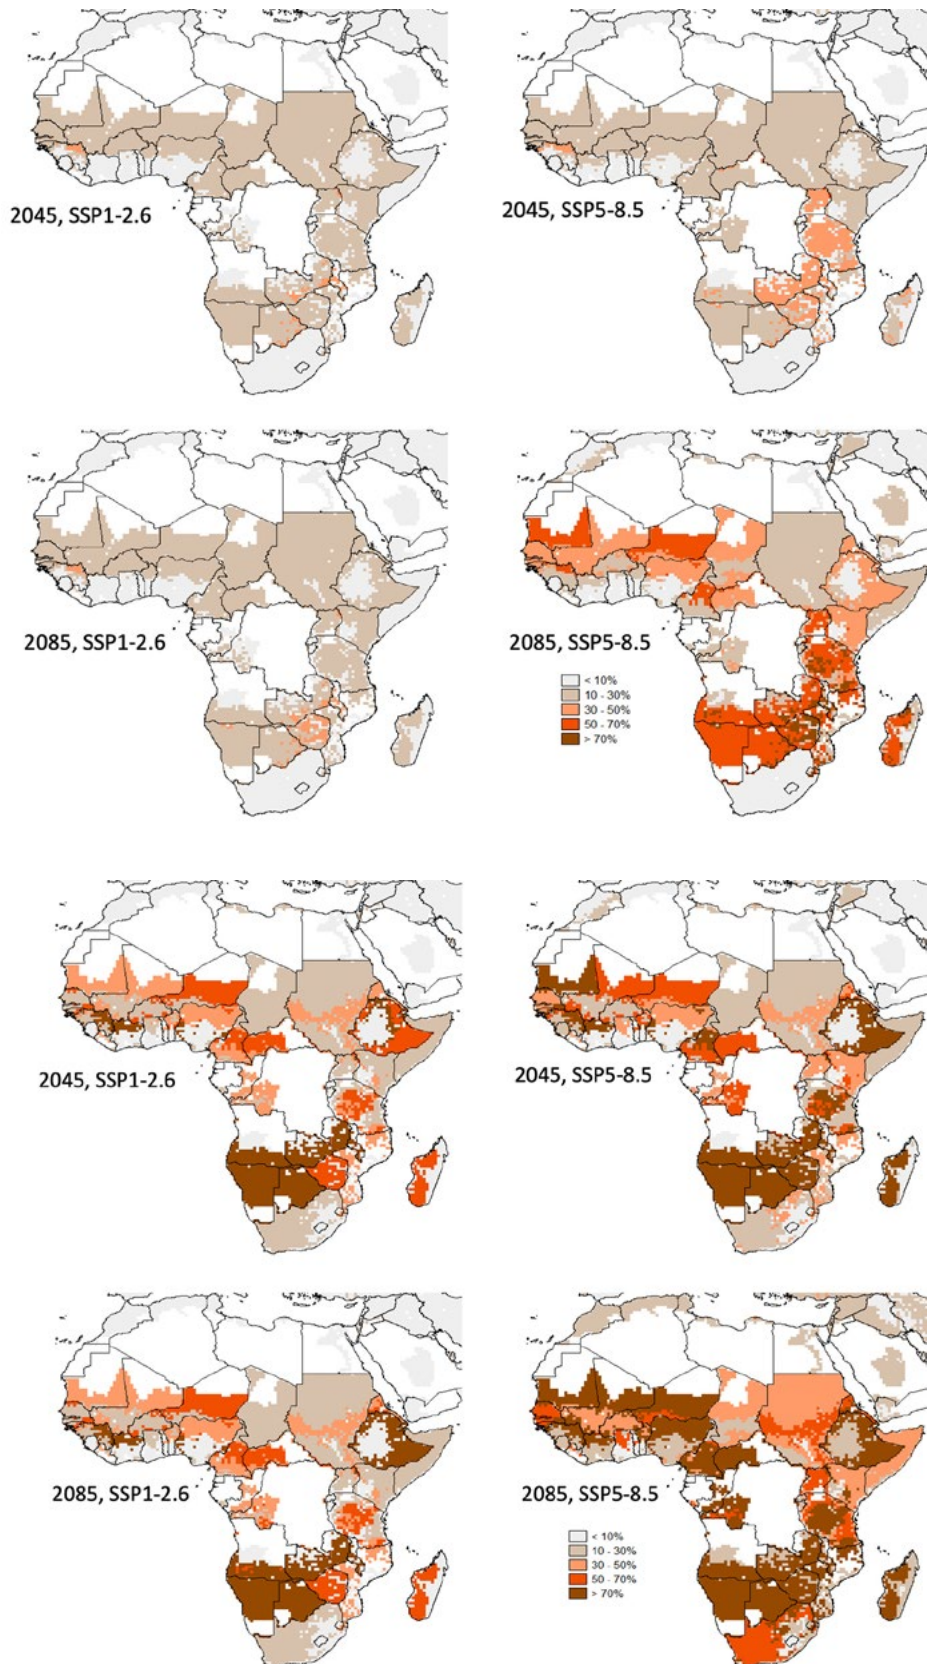 2045, SSP1-2.6
2045, SSP5-8.5
2085, SSP1-2.6
2085, SSP5-8.5
< 10%
10 - 30%
30 - 50%
50 - 70%
> 70%
2045, SSP1-2.6
2045, SSP5-8.5
2085, SSP1-2.6
2085, SSP5-8.5
< 10%
10 - 30%
30 - 50%
50 - 70%
> 70%